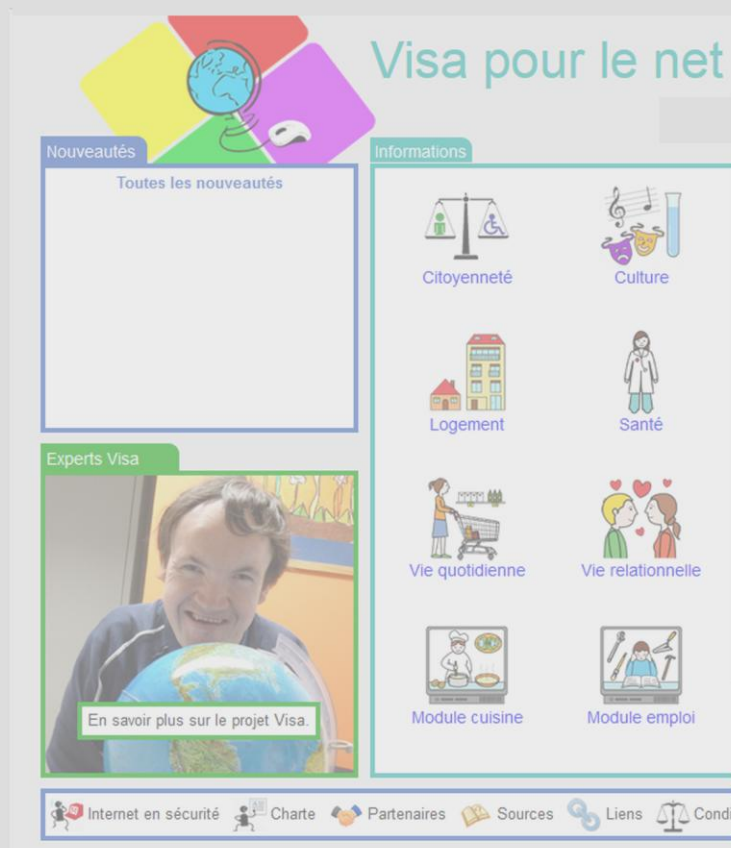 Visa pour le net
Nouveautés
Toutes les nouveautés
Informations
Citoyenneté
Culture
Logement
Santé
Experts Visa
Vie quotidienne
Vie relationnelle
En savoir plus sur le projet Visa.
Module cuisine
Module emploi
Internet en sécurité Charte Partenaires Sources Liens Condi